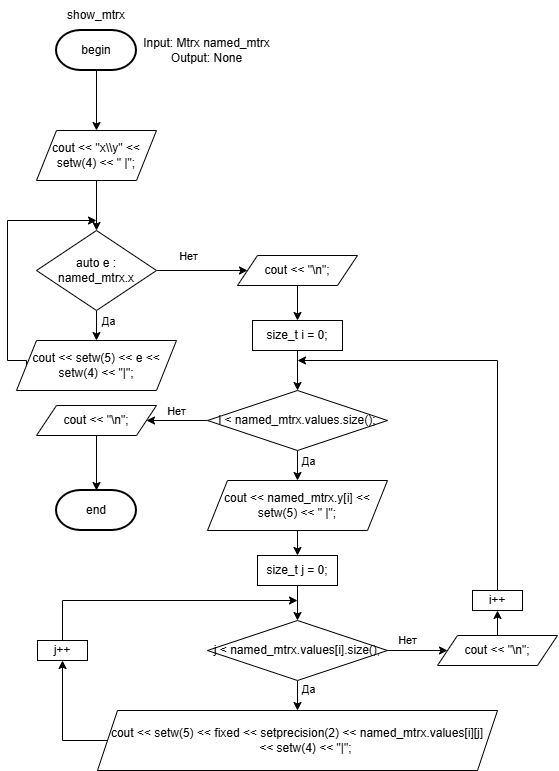 show_mtrx
begin
Input: Mtrx named_mtrx
Output: None
cout << "x\\y" <<
setw(4) << " |";
auto e :
named_mtrx.x
Нет
Да
cout << setw(5) << e <<
setw(4) << "|";
cout << "\n";
size_t i = 0;
i < named_mtrx.values.size();
Нет
cout << "\n";
end
Да
cout << named_mtrx.y[i] <<
setw(5) << " |";
size_t j = 0;
j < named_mtrx.values[i].size();
Нет
cout << "\n";
i++
j++
Да
cout << setw(5) << fixed << setprecision(2) << named_mtrx.values[i][j]
<< setw(4) << "|";